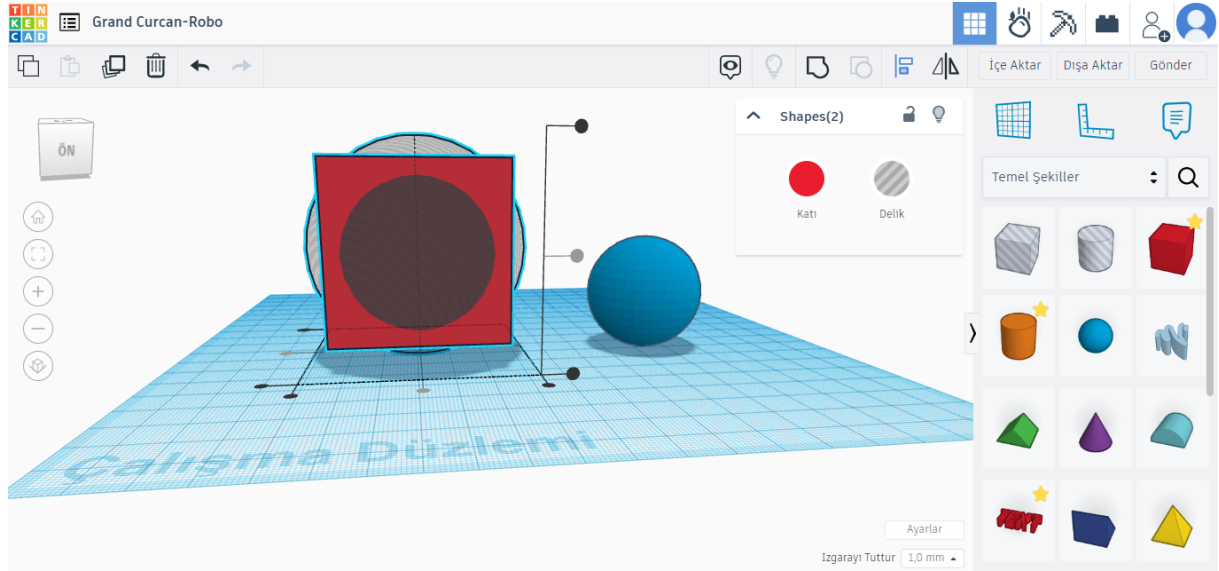 TIN
KER
CAD
Grand Curcan-Robo
İçe Aktar
Dışa Aktar
Gönder
ÖN
Shapes(2)
Katı
Delik
Temel Şekiller
TEXT
Çalışma Düzlemi
Ayarlar
Izgarayı Tuttur
1,0 mm